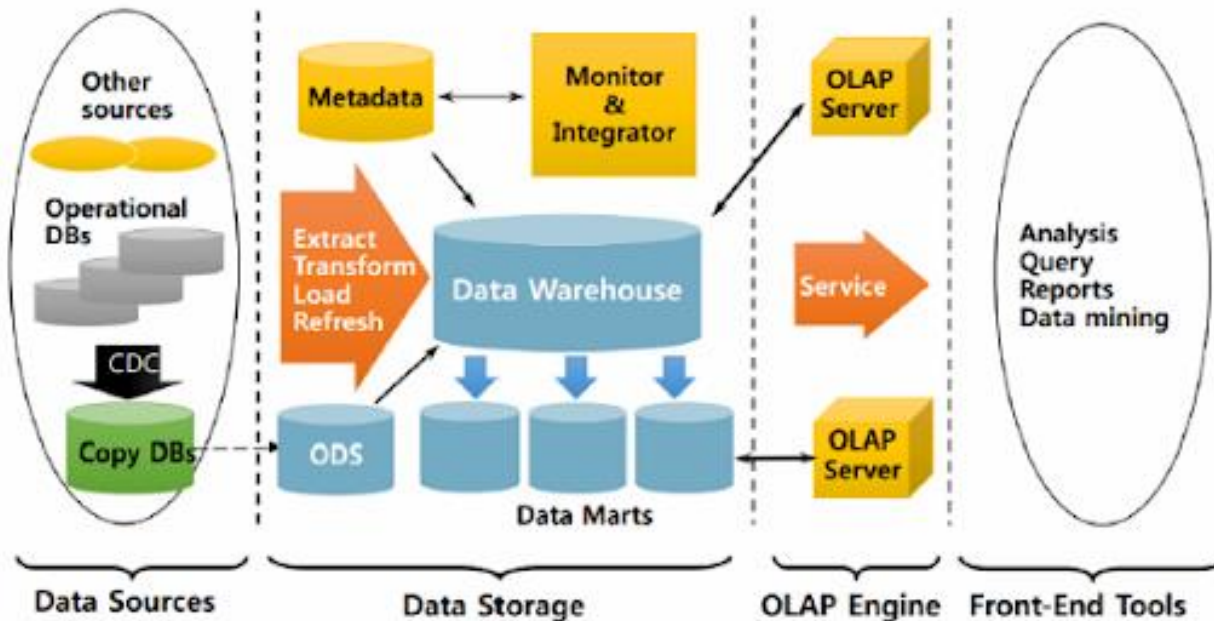 Other
sources
Operational
DBs
CDC
Copy DBs
Metadata
Monitor
&
Integrator
Extract
Transform
Load
Refresh
Data Warehouse
ODS
Data Marts
OLAP
Server
Service
OLAP
Server
Analysis
Query
Reports
Data mining
Data Sources
Data Storage
OLAP Engine
Front-End Tools